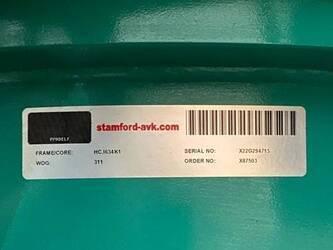 stamford-avk.com
FRAME/CORE: HCI634K1 SERIAL NO: X22G294715
WDG: 311 ORDER NO: X87503